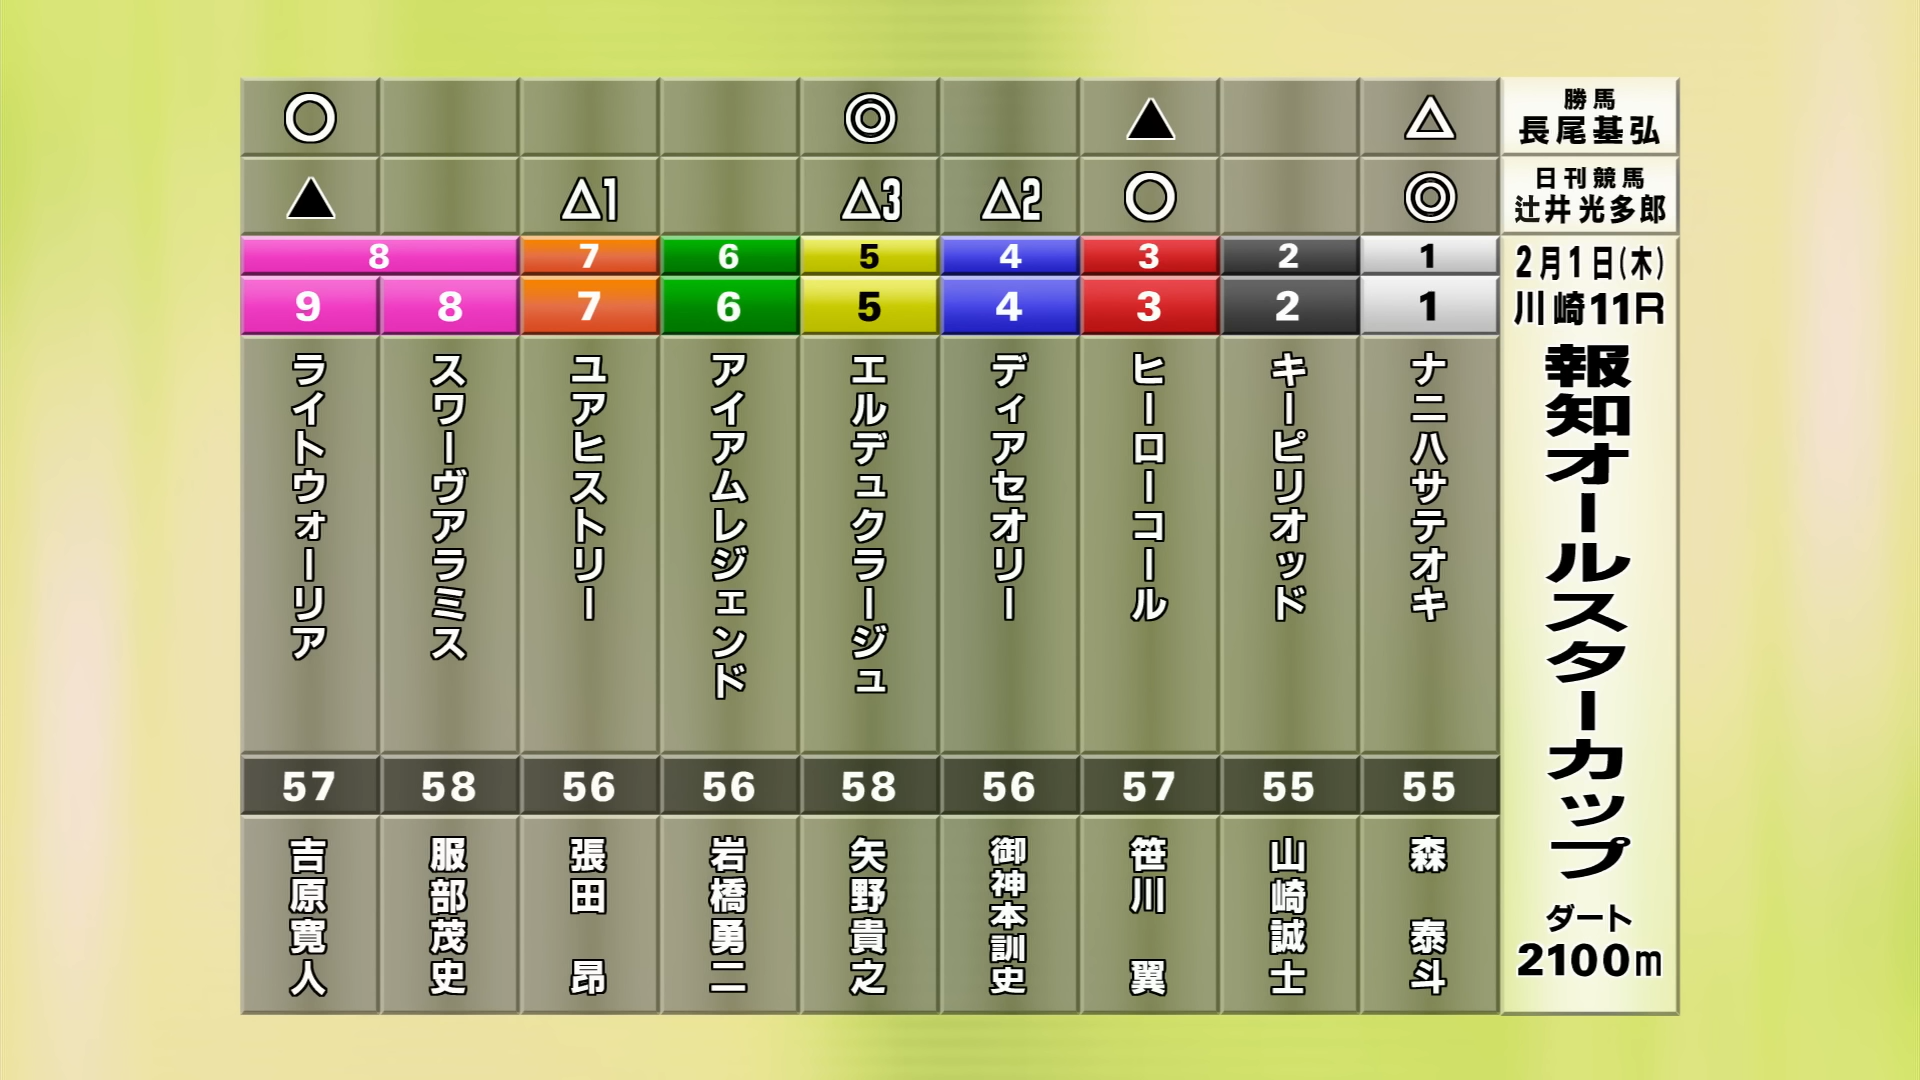 勝馬
長尾基弘
△
▲
◎
○
日刊競馬
辻井光多郎
◎
○
△2
△3
△1
▲
2月1日(木)
川崎11R
報知オールスターカップ
ダート
2100m
1
1
ナニハサテオキ
55
森 泰斗
2
2
キーピリオッド
55
山崎誠士
3
3
ヒーローコール
57
笹川 翼
4
4
ディアセオリー
56
御神本訓史
5
5
エルデュクラージュ
58
矢野貴之
6
6
アイアムレジェンド
56
岩橋勇二
7
7
ユアヒストリー
56
張田 昂
8
8
スワーヴアラミス
58
服部茂史
9
ライトウォーリア
57
吉原寛人